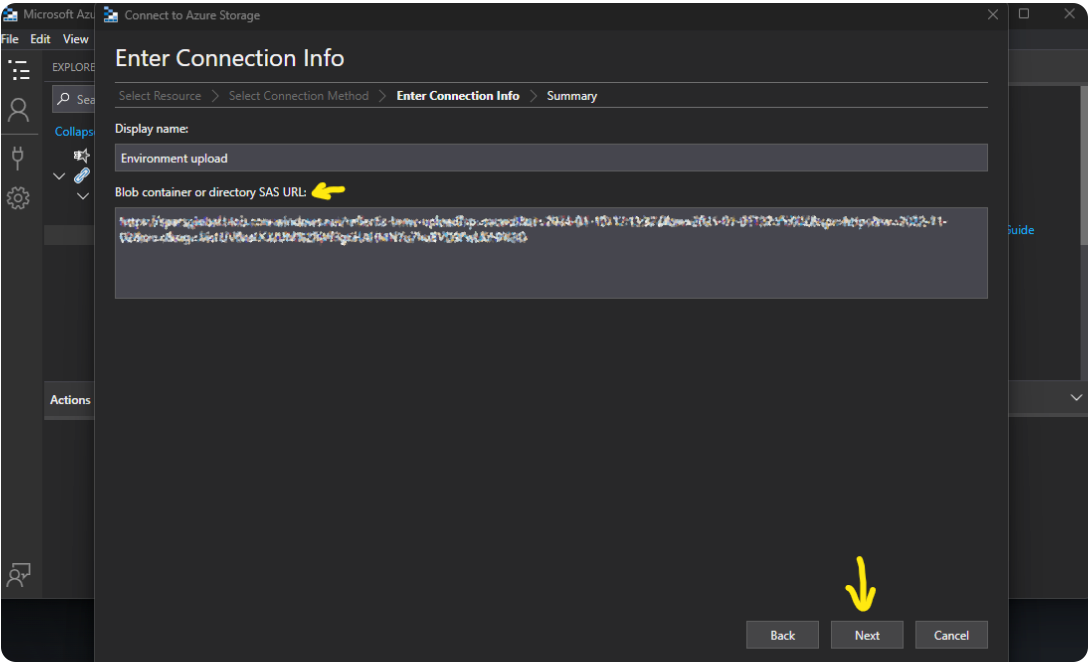 Microsoft Azu
Connect to Azure Storage
File Edit View
Enter Connection Info
EXPLORE
Select Resource > Select Connection Method > Enter Connection Info > Summary
Sea
Display name:
Collaps
Environment upload
Blob container or directory SAS URL:
Guide
Actions
Back Next Cancel